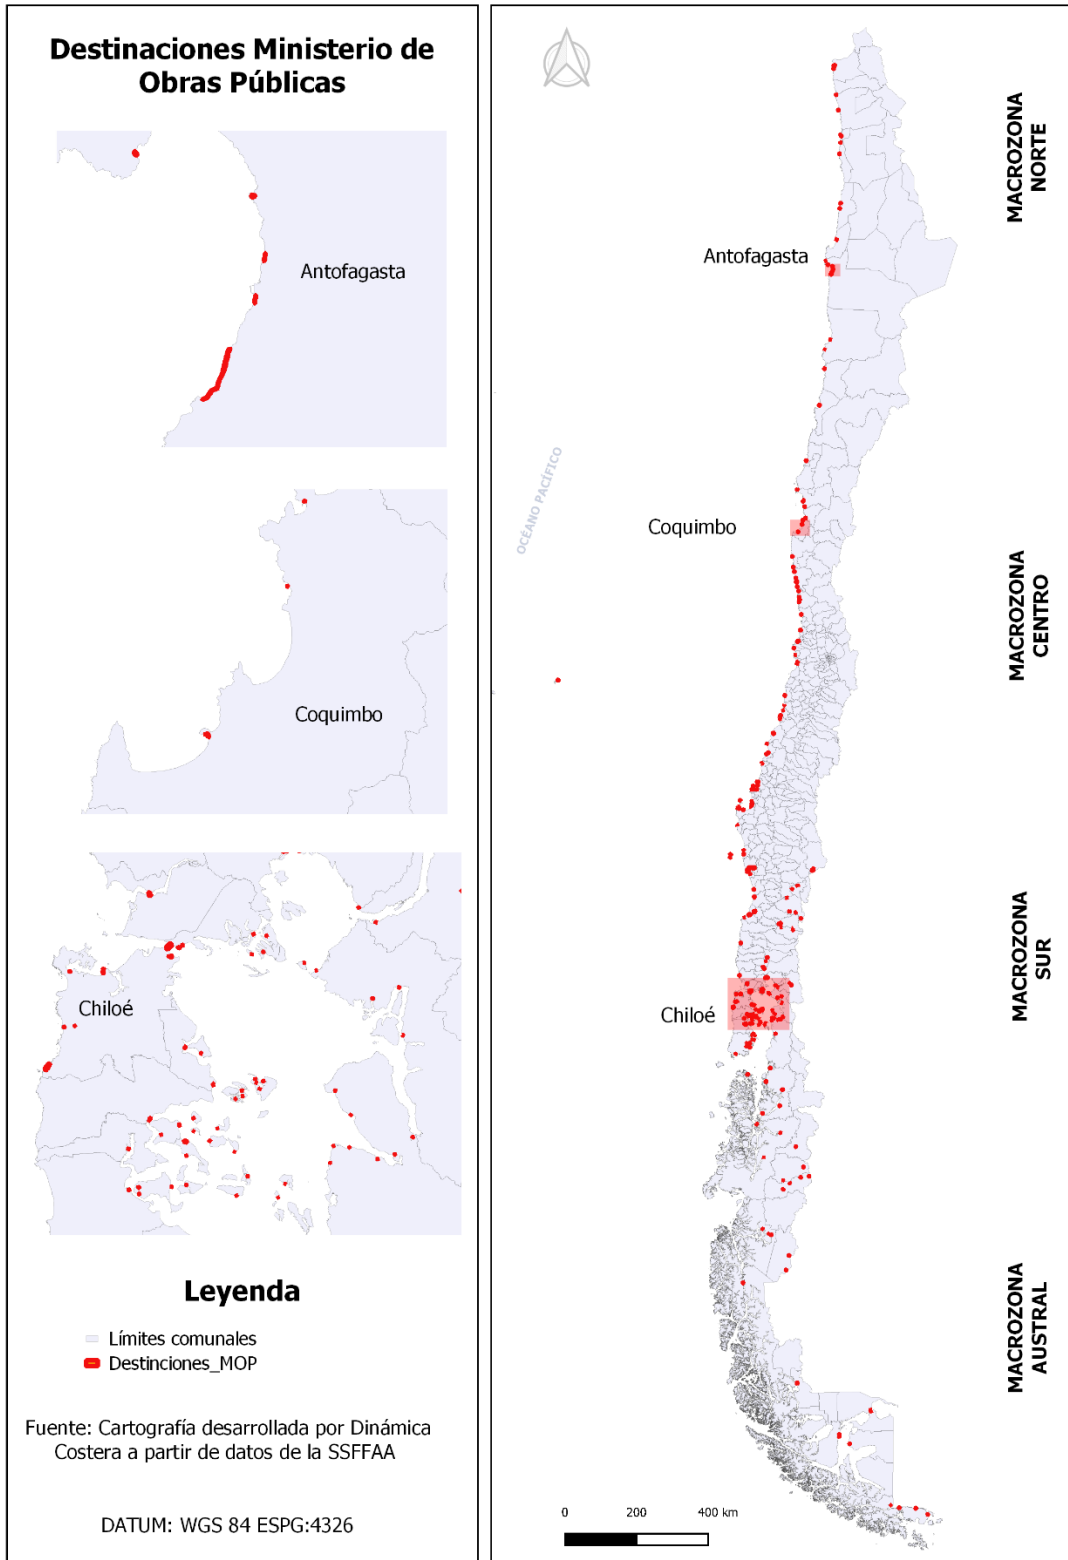 Destinaciones Ministerio de
Obras Públicas
Antofagasta
Coquimbo
Chiloé
Leyenda
Límites comunales
Destinciones_MOP
Fuente: Cartografía desarrollada por Dinámica
Costera a partir de datos de la SSFFAA
DATUM: WGS 84 ESPG:4326
MACROZONA
NORTE
Antofagasta
OCÉANO PACÍFICO
Coquimbo
MACROZONA
CENTRO
MACROZONA
SUR
Chiloé
MACROZONA
AUSTRAL
0 200 400 km